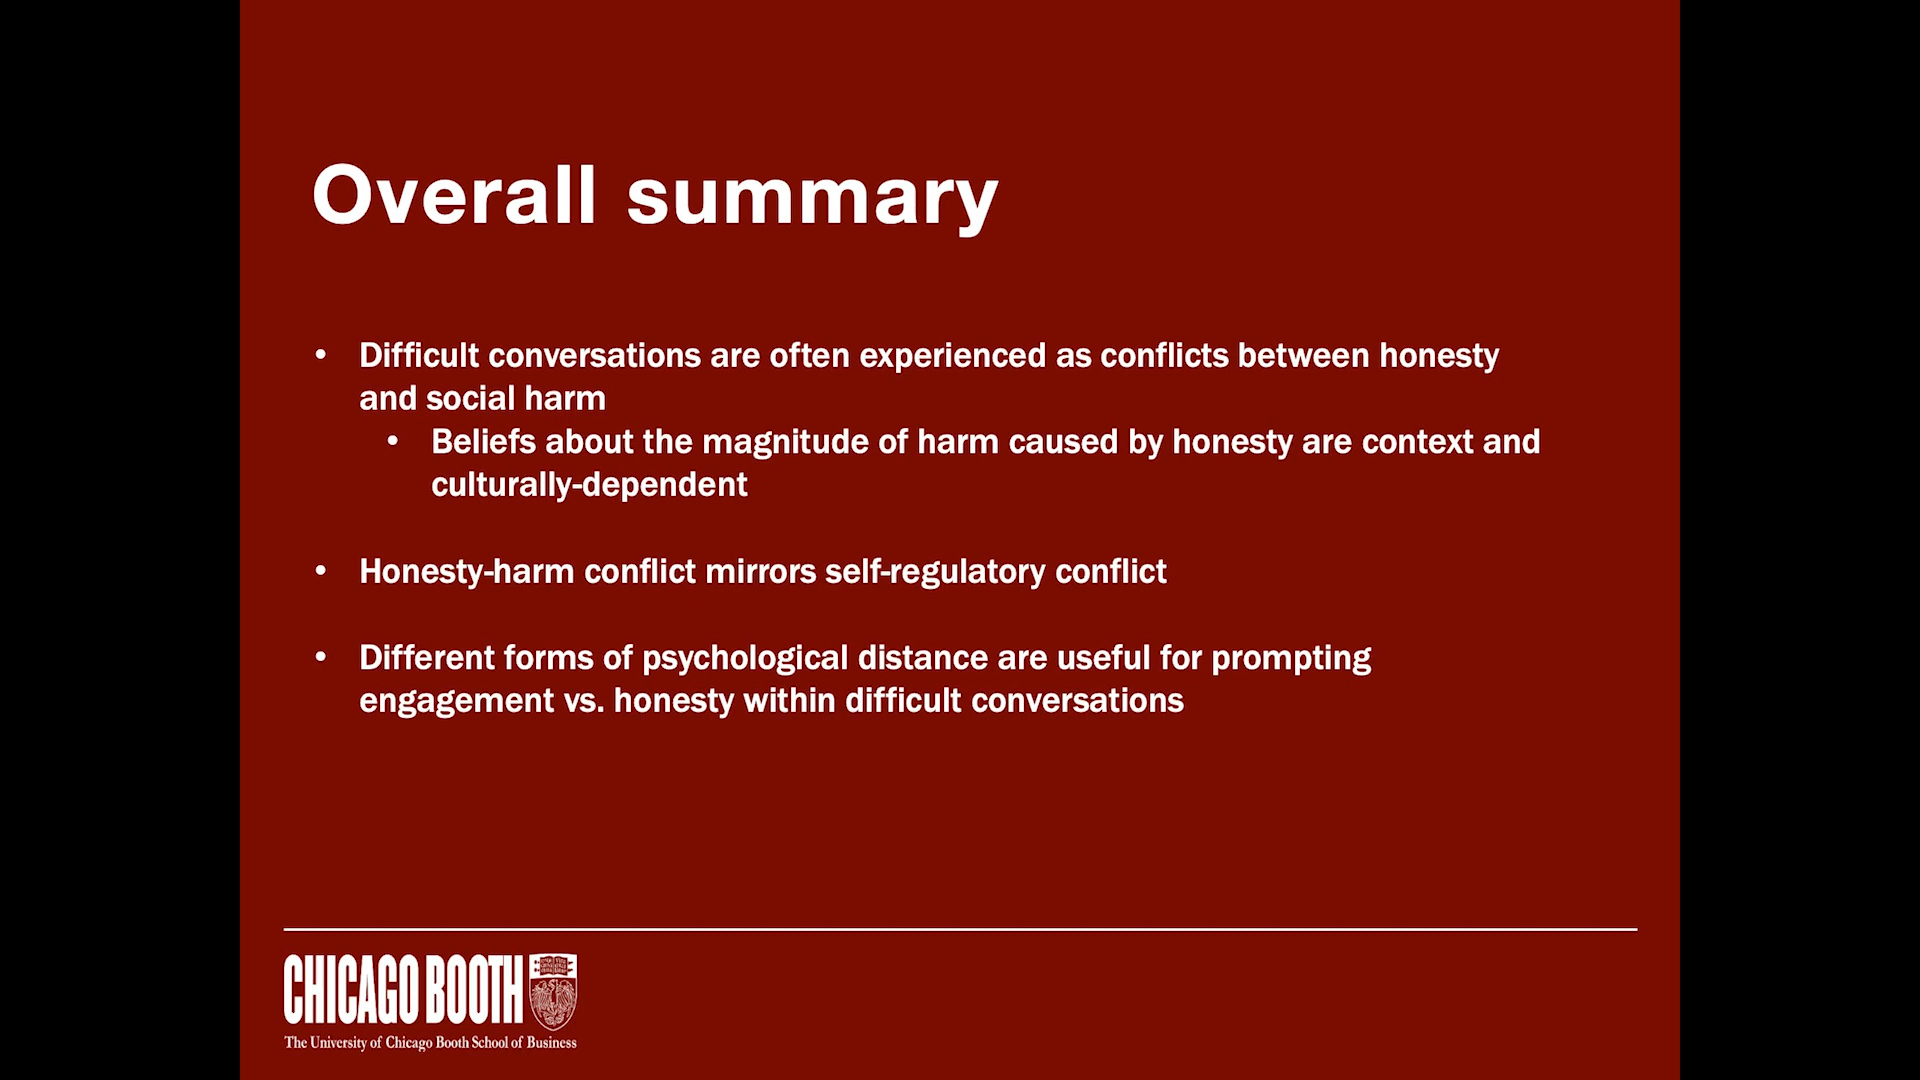 Overall summary
• Difficult conversations are often experienced as conflicts between honesty
and social harm
• Beliefs about the magnitude of harm caused by honesty are context and
culturally-dependent
• Honesty-harm conflict mirrors self-regulatory conflict
• Different forms of psychological distance are useful for prompting
engagement vs. honesty within difficult conversations
CHICAGO BOOTH
The University of Chicago Booth School of Business